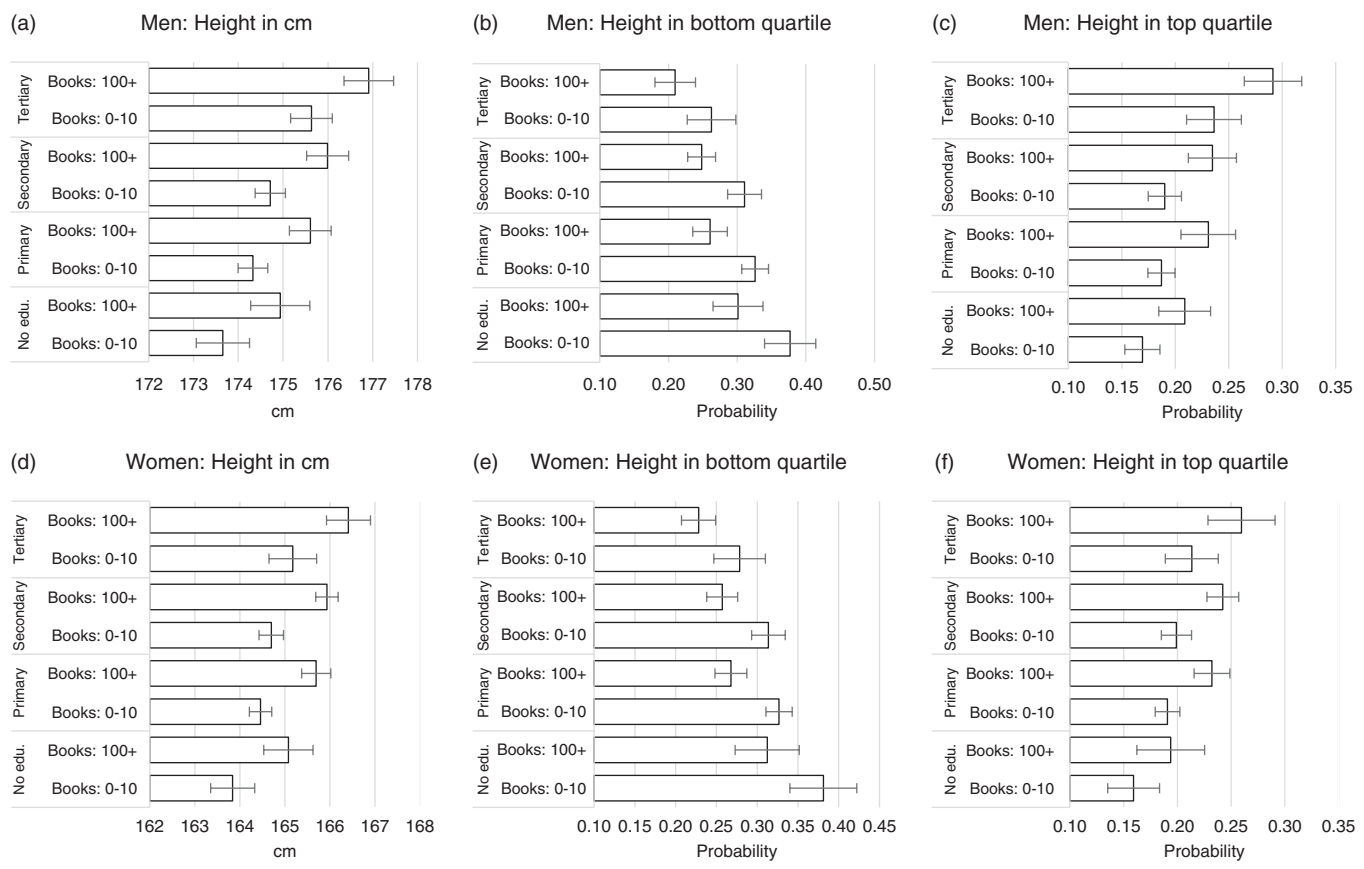 (a) Men: Height in cm
Tertiary
Books: 100+
Books: 0-10
Secondary
Books: 100+
Books: 0-10
Primary
Books: 100+
Books: 0-10
No edu.
Books: 100+
Books: 0-10
172 173 174 175 176 177 178
cm
(b) Men: Height in bottom quartile
Tertiary
Books: 100+
Books: 0-10
Secondary
Books: 100+
Books: 0-10
Primary
Books: 100+
Books: 0-10
No edu.
Books: 100+
Books: 0-10
0.10 0.20 0.30 0.40 0.50
Probability
(c) Men: Height in top quartile
Tertiary
Books: 100+
Books: 0-10
Secondary
Books: 100+
Books: 0-10
Primary
Books: 100+
Books: 0-10
No edu.
Books: 100+
Books: 0-10
0.10 0.15 0.20 0.25 0.30 0.35
Probability
(d) Women: Height in cm
Tertiary
Books: 100+
Books: 0-10
Secondary
Books: 100+
Books: 0-10
Primary
Books: 100+
Books: 0-10
No edu.
Books: 100+
Books: 0-10
162 163 164 165 166 167 168
cm
(e) Women: Height in bottom quartile
Tertiary
Books: 100+
Books: 0-10
Secondary
Books: 100+
Books: 0-10
Primary
Books: 100+
Books: 0-10
No edu.
Books: 100+
Books: 0-10
0.10 0.15 0.20 0.25 0.30 0.35 0.40 0.45
Probability
(f) Women: Height in top quartile
Tertiary
Books: 100+
Books: 0-10
Secondary
Books: 100+
Books: 0-10
Primary
Books: 100+
Books: 0-10
No edu.
Books: 100+
Books: 0-10
0.10 0.15 0.20 0.25 0.30 0.35
Probability